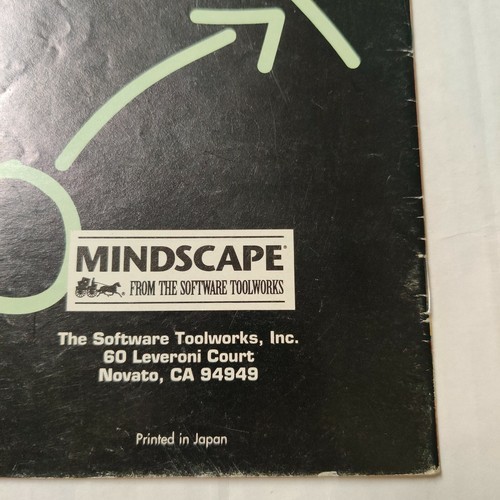 MINDSCAPE®
FROM THE SOFTWARE TOOLWORKS
The Software Toolworks, Inc.
60 Leveroni Court
Novato, CA 94949
Printed in Japan